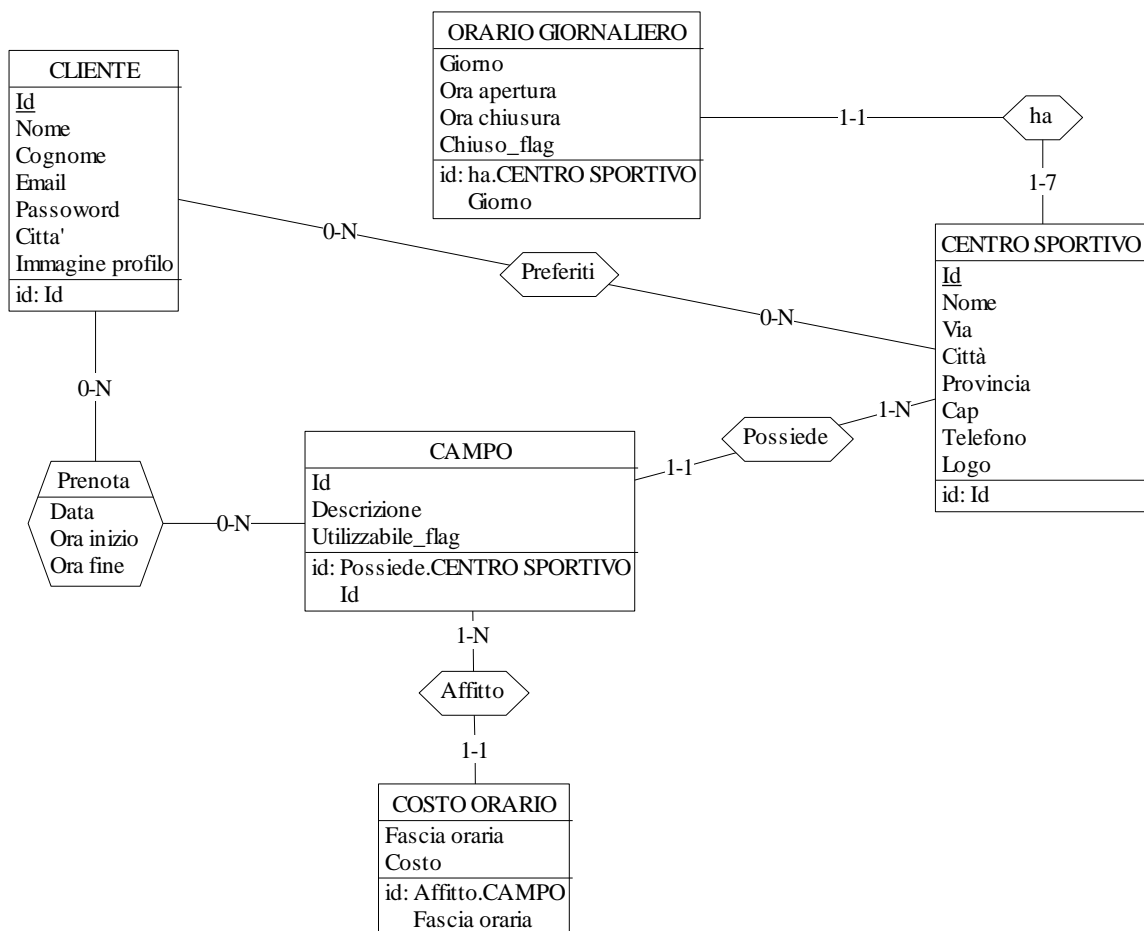 ORARIO GIORNALIERO
Giorno
Ora apertura
Ora chiusura
Chiuso_flag
id: ha.CENTRO SPORTIVO
Giorno
CLIENTE
Id
Nome
Cognome
Email
Passoword
Citta'
Immagine profilo
id: Id
1-1
ha
1-7
0-N
Preferiti
0-N
CENTRO SPORTIVO
Id
Nome
Via
Città
Provincia
Cap
Telefono
Logo
id: Id
0-N
Prenota
Data
Ora inizio
Ora fine
0-N
CAMPO
Id
Descrizione
Utilizzabile_flag
id: Possiede.CENTRO SPORTIVO
Id
1-1
Possiede
1-N
1-N
Affitto
1-1
COSTO ORARIO
Fascia oraria
Costo
id: Affitto.CAMPO
Fascia oraria